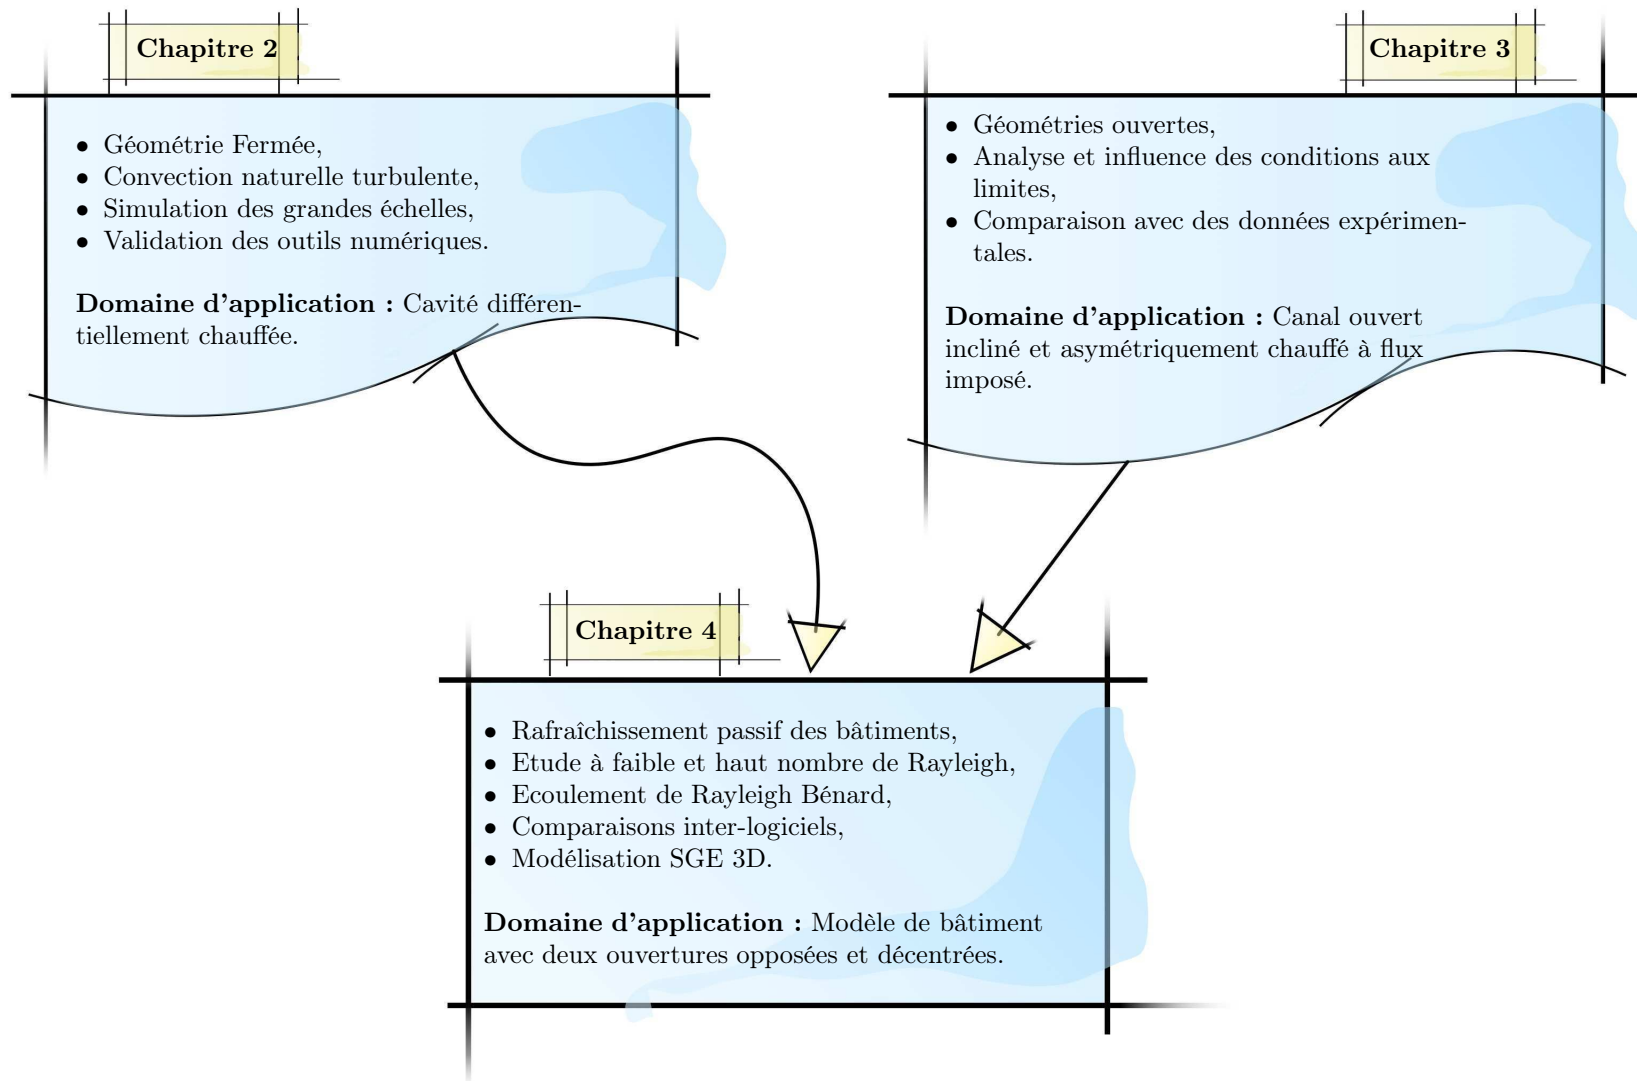 Chapitre 2
• Géométrie Fermée,
• Convection naturelle turbulente,
• Simulation des grandes échelles,
• Validation des outils numériques.
Domaine d'application : Cavité différen-
tiellement chauffée.
Chapitre 3
• Géométries ouvertes,
• Analyse et influence des conditions aux
limites,
• Comparaison avec des données expérimen-
tales.
Domaine d'application : Canal ouvert
incliné et asymétriquement chauffé à flux
imposé.
Chapitre 4
• Rafraîchissement passif des bâtiments,
• Etude à faible et haut nombre de Rayleigh,
• Ecoulement de Rayleigh Bénard,
• Comparaisons inter-logiciels,
• Modélisation SGE 3D.
Domaine d'application : Modèle de bâtiment
avec deux ouvertures opposées et décentrées.